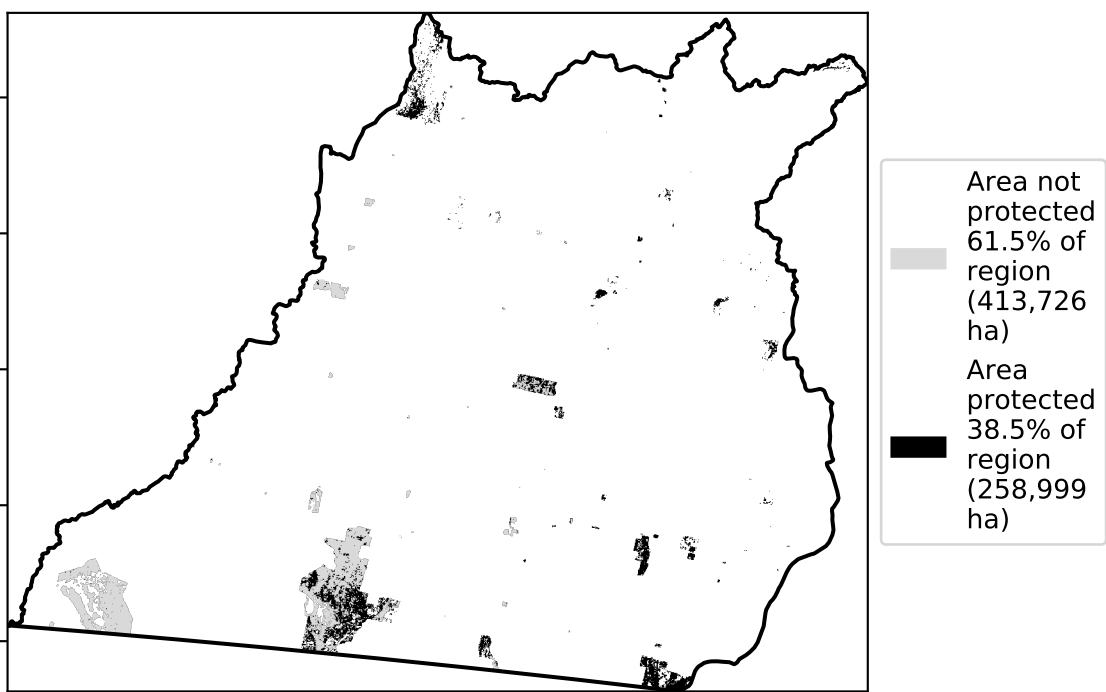 Area not
protected
61.5% of
region
(413,726
ha)
Area
protected
38.5% of
region
(258,999
ha)